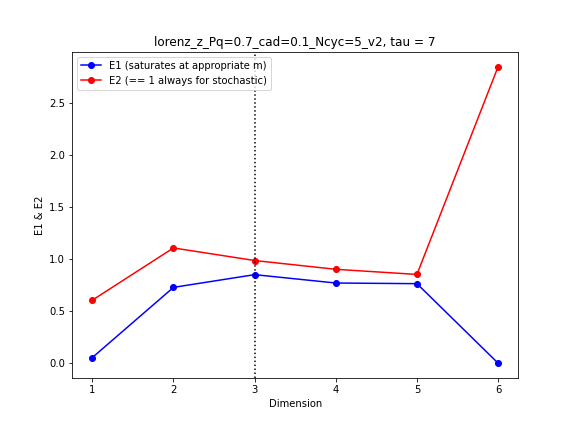 lorenz_z_Pq=0.7_cad=0.1_Ncyc=5_v2, tau = 7
E1 (saturates at appropriate m)
E2 (== 1 always for stochastic)
E1 & E2
2.5
2.0
1.5
1.0
0.5
0.0
1 2 3 4 5 6
Dimension